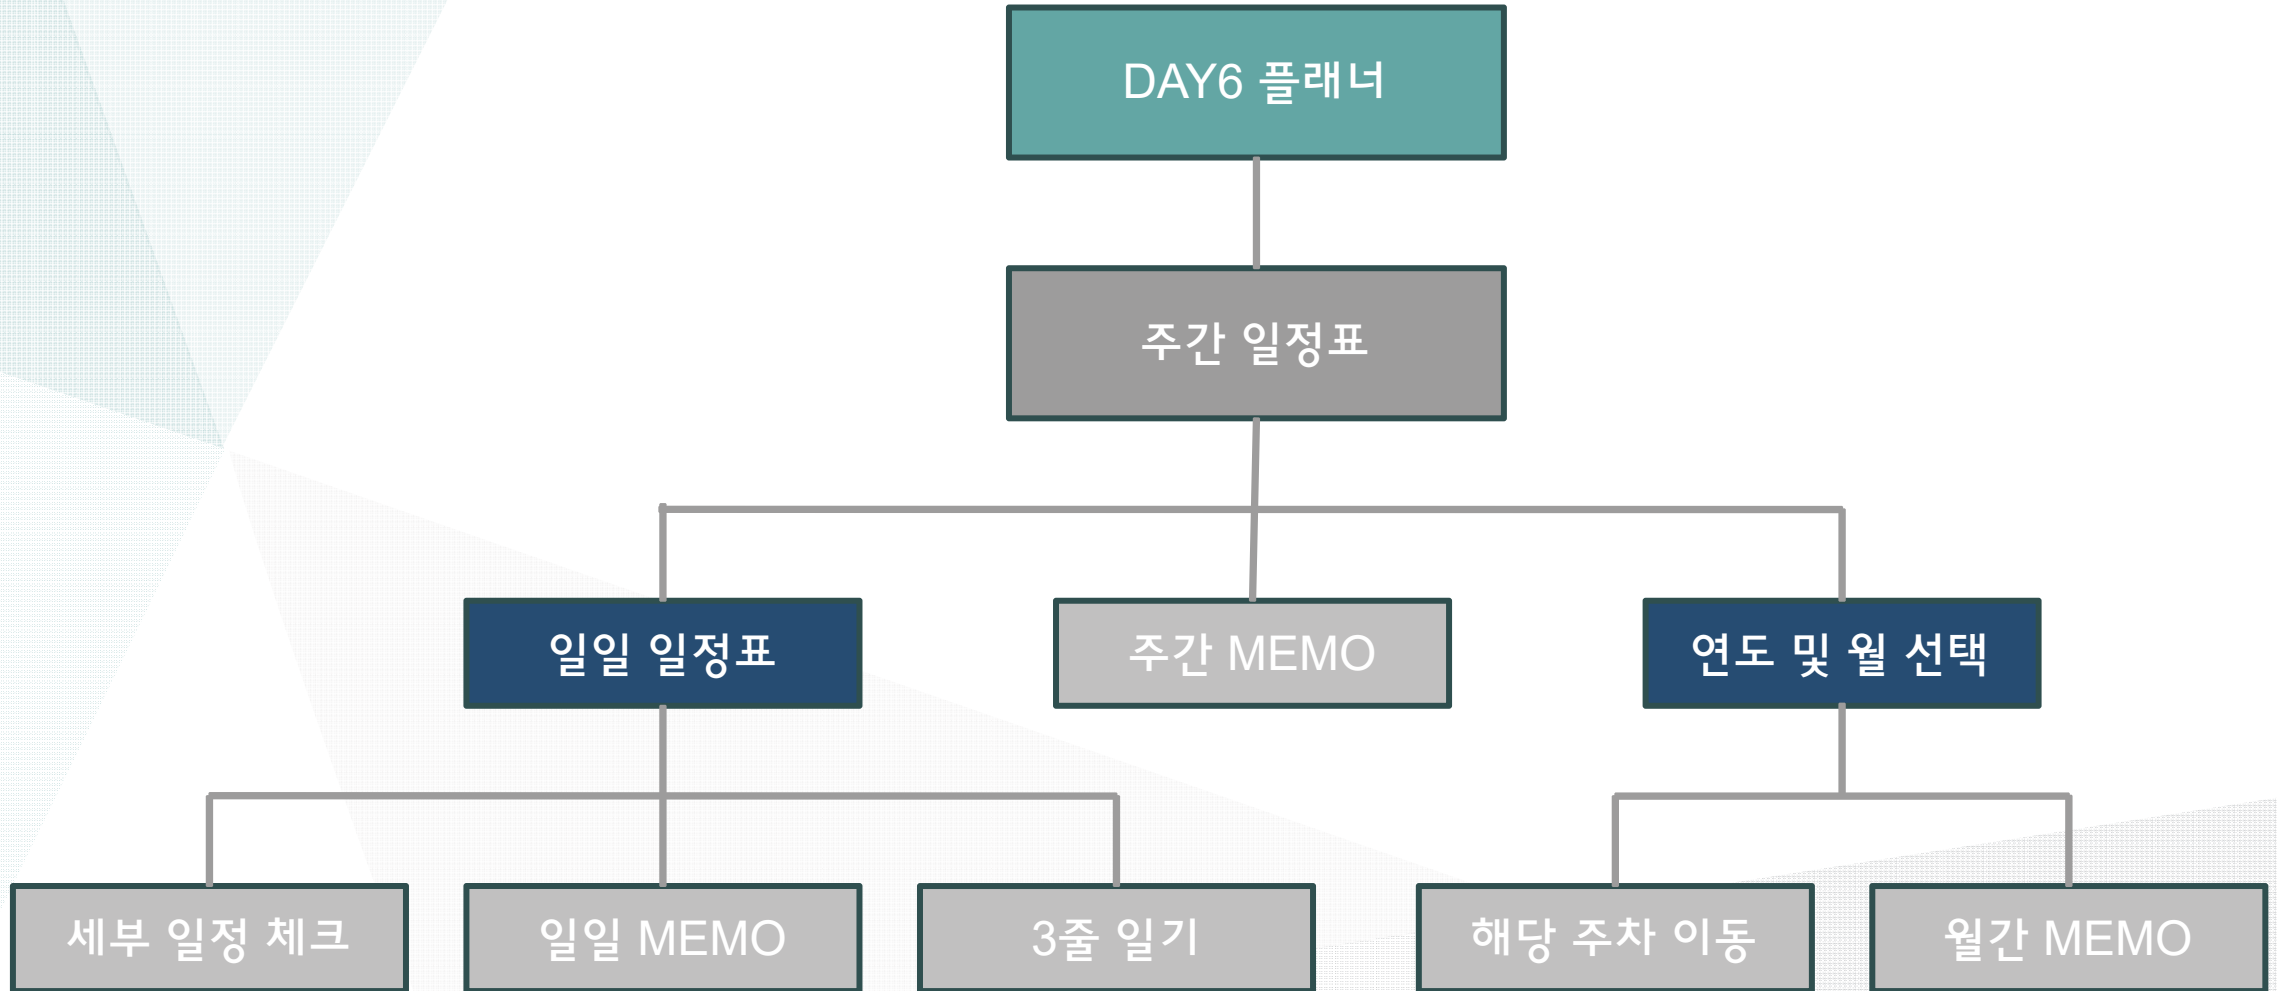 DAY6 플래너
주간 일정표
일일 일정표
주간 MEMO
연도 및 월 선택
세부 일정 체크
일일 MEMO
3줄 일기
해당 주차 이동
월간 MEMO